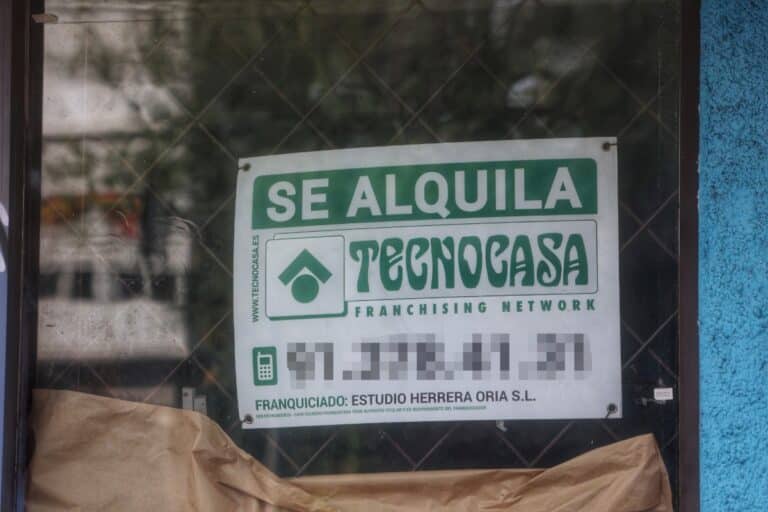 SE ALQUILA
WWW.TECNOCASA.ES
TECNOCASA
FRANCHISING NETWORK
FRANQUICIADO: ESTUDIO HERRERA ORIA S.L.